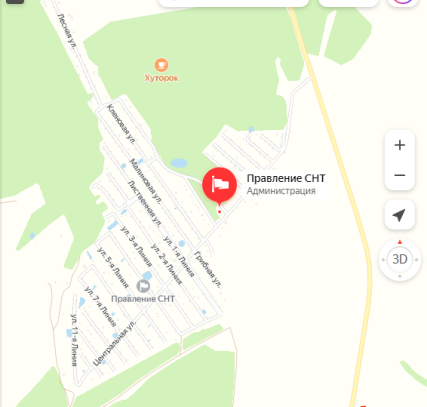 Лесная ул.
Хуторок
Кленовая ул.
Правление СНТ
Администрация
Малиновая ул.
Лиственная ул.
ул. 3-я Линия
ул. 1-я Линия
ул. 2-я Линия
Грибная ул.
ул. 5-я Линия
3D
ул. 7-я Линия
Правление СНТ
ул. 11-я Линия
Центральная ул.